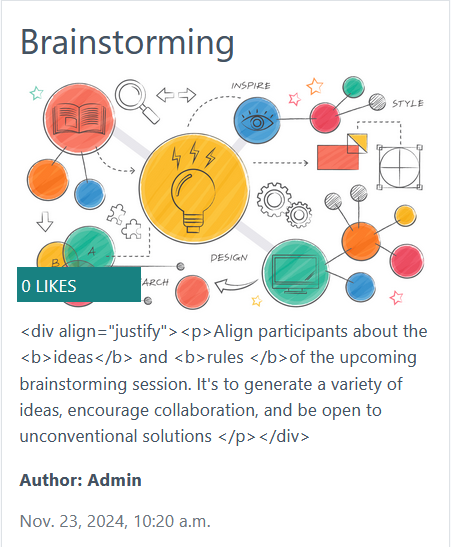 Brainstorming
INSPIRE
STYLE
A
B
DESIGN
0 LIKES
ARCH
<div align="justify"><p>Align participants about the
<b>ideas</b> and <b>rules </b>of the upcoming
brainstorming session. It's to generate a variety of
ideas, encourage collaboration, and be open to
unconventional solutions </p></div>
Author: Admin
Nov. 23, 2024, 10:20 a.m.